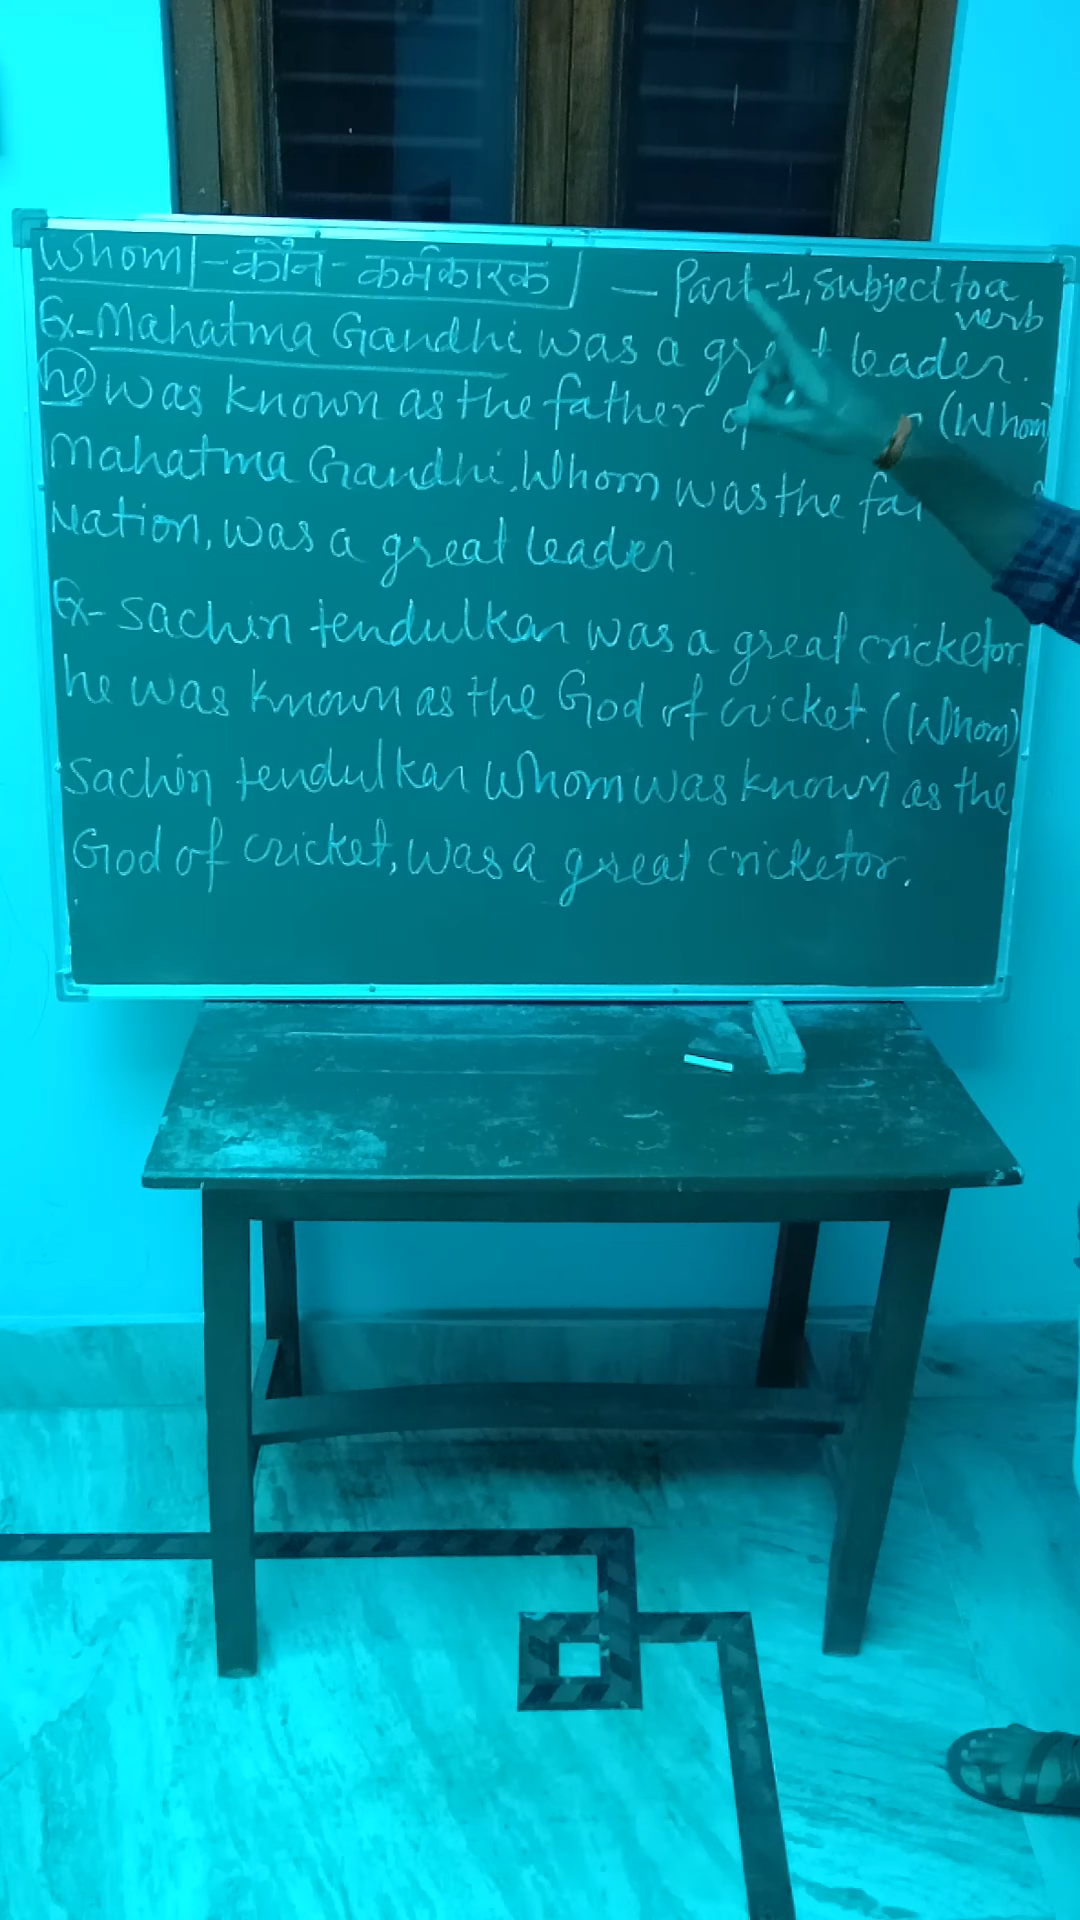 Whom - कौन - कर्मकारक - Part-1, Subject to a verb
Ex- Mahatma Gandhi was a great leader.
he was known as the father of (Whom)
Mahatma Gandhi, Whom was the
Nation, was a great leader.
Ex- Sachin tendulkar was a great cricketor.
he was known as the God of cricket. (Whom)
Sachin tendulkar Whom was known as the
God of cricket, was a great cricketor.